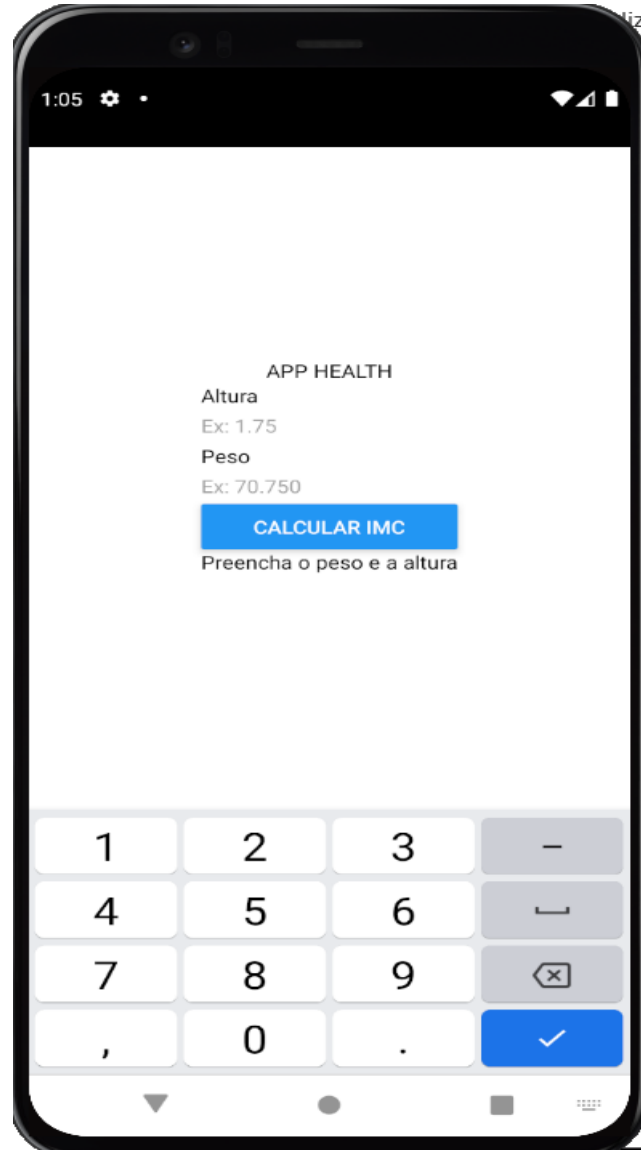 1:05
APP HEALTH
Altura
Ex: 1.75
Peso
Ex: 70.750
CALCULAR IMC
Preencha o peso e a altura
1 2 3 -
4 5 6
7 8 9
, 0 .